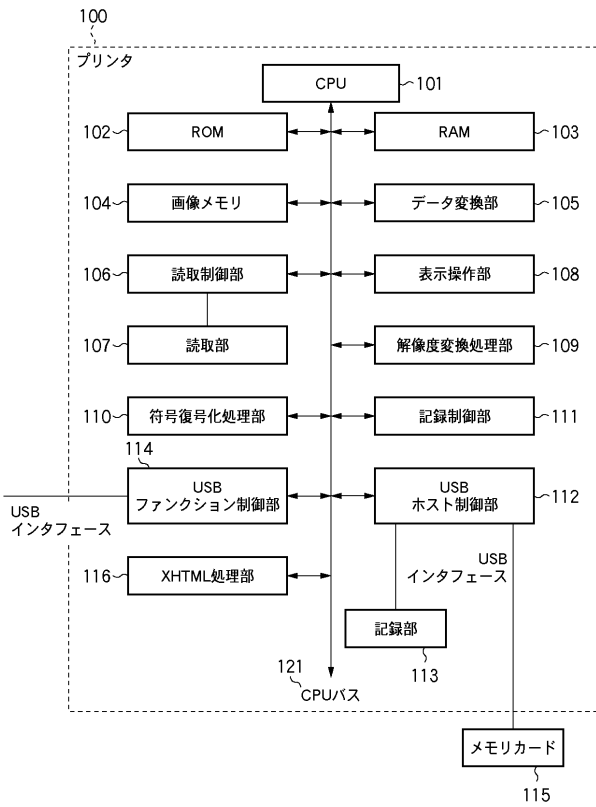 100
プリンタ
CPU
101
102
ROM
RAM
103
104
画像メモリ
データ変換部
105
106
読取制御部
表示操作部
108
107
読取部
解像度変換処理部
109
110
符号復号化処理部
記録制御部
111
114
USB
ファンクション制御部
USB
ホスト制御部
112
USB
インタフェース
116
XHTML処理部
USB
インタフェース
記録部
113
121
CPUバス
メモリカード
115